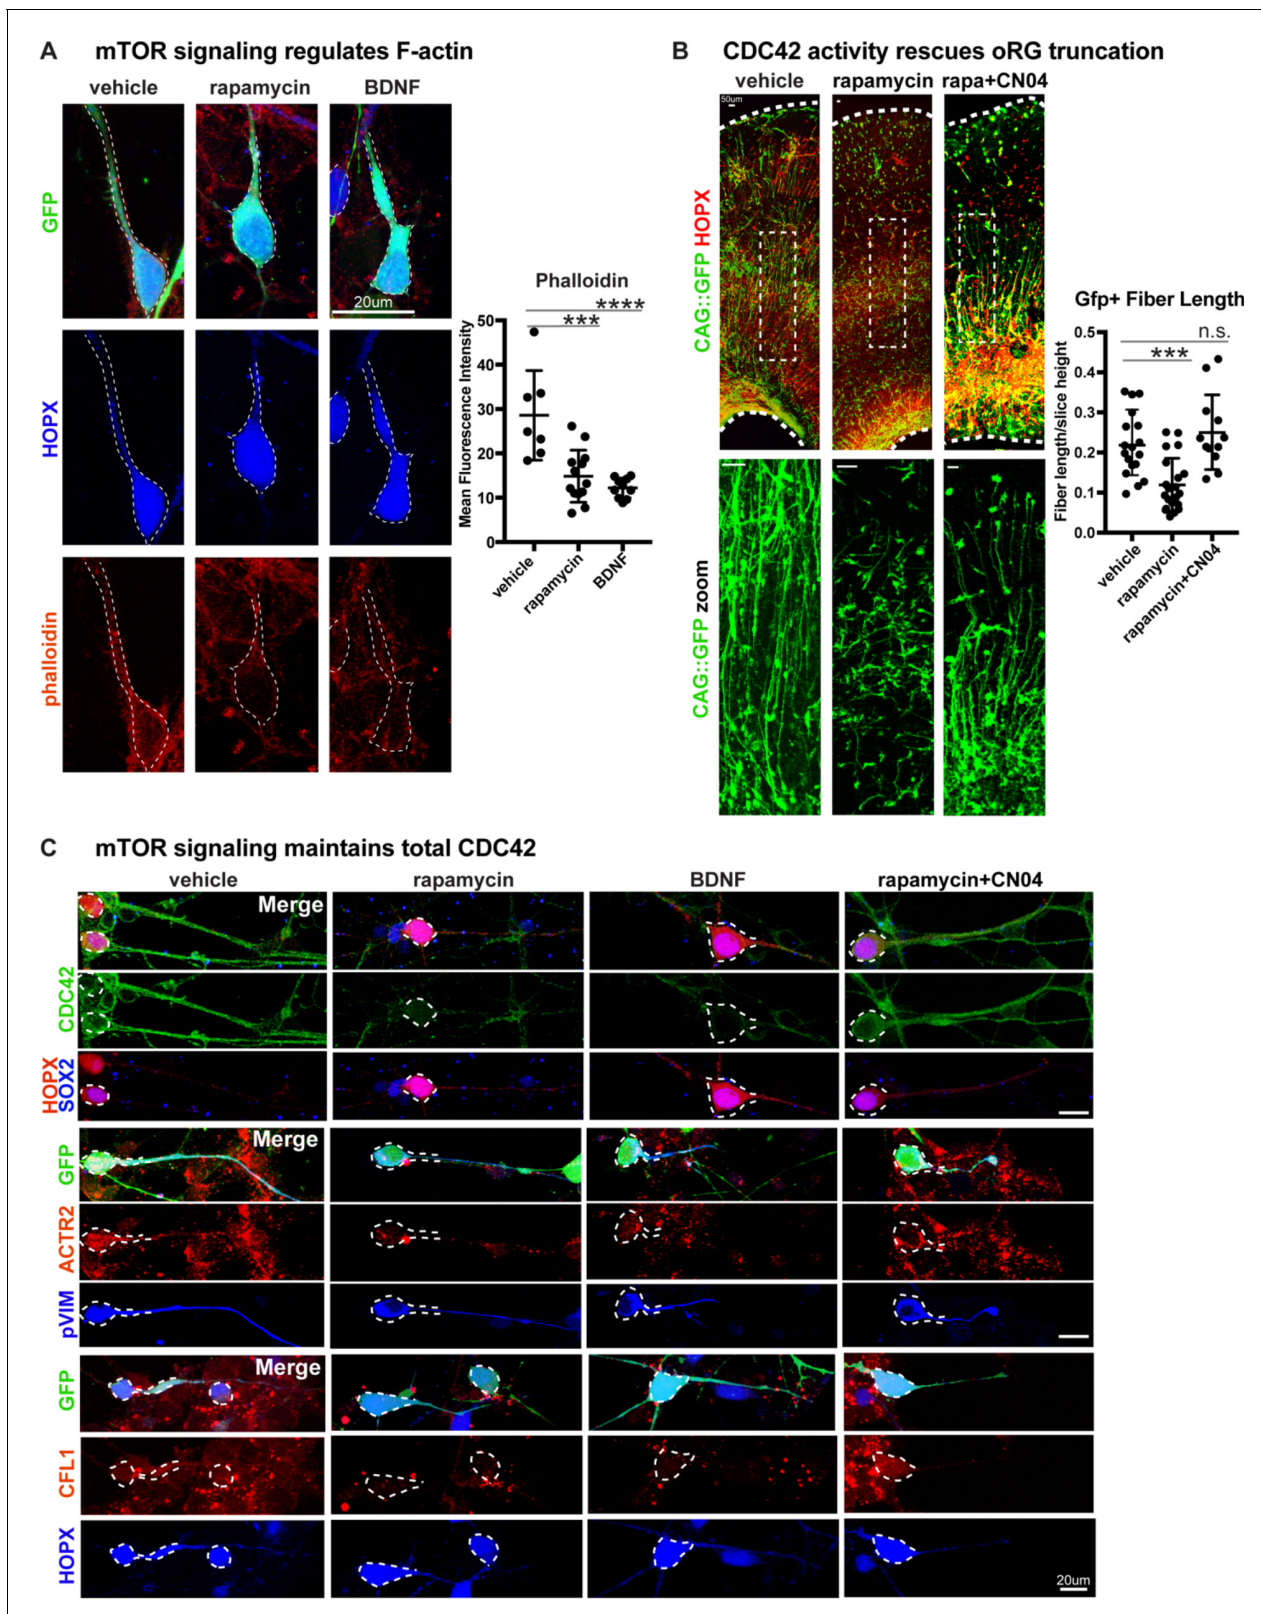 A mTOR signaling regulates F-actin
vehicle rapamycin BDNF
GFP
20um
HOPX
phalloidin
Phalloidin
****
***
Mean Fluorescence Intensity
50
40
30
20
10
0
vehicle
rapamycin
BDNF
B CDC42 activity rescues oRG truncation
vehicle rapamycin rapa+CN04
50um
CAG::GFP HOPX
CAG::GFP zoom
Gfp+ Fiber Length
n.s.
***
Fiber length/slice height
0.5
0.4
0.3
0.2
0.1
0.0
vehicle
rapamycin
rapamycin+CN04
C mTOR signaling maintains total CDC42
vehicle rapamycin BDNF rapamycin+CN04
Merge
CDC42
HOPX
SOX2
GFP
Merge
ACTR2
pVIM
GFP
Merge
CFL1
HOPX
20um